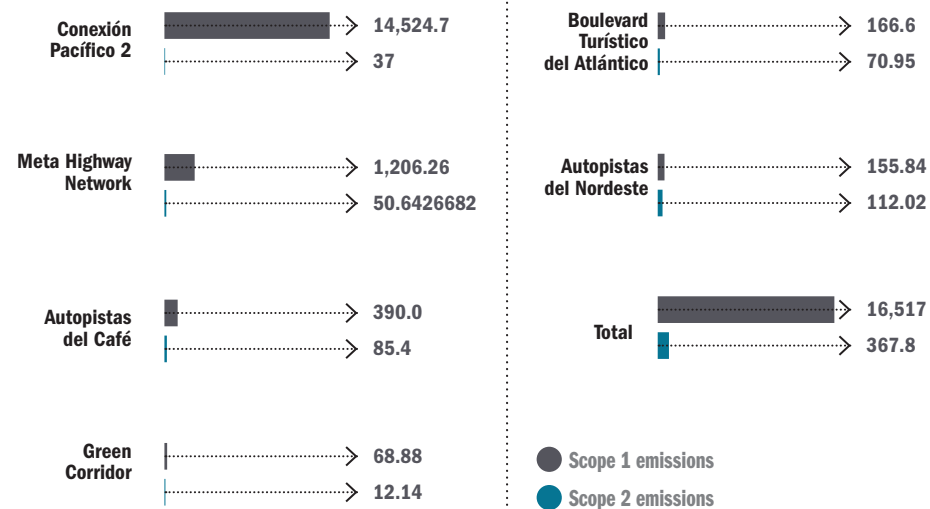 Conexión
Pacífico 2
14,524.7
37
Meta Highway
Network
1,206.26
50.6426682
Autopistas
del Café
390.0
85.4
Green
Corridor
68.88
12.14
Boulevard
Turístico
del Atlántico
166.6
70.95
Autopistas
del Nordeste
155.84
112.02
Total
16,517
367.8
Scope 1 emissions
Scope 2 emissions